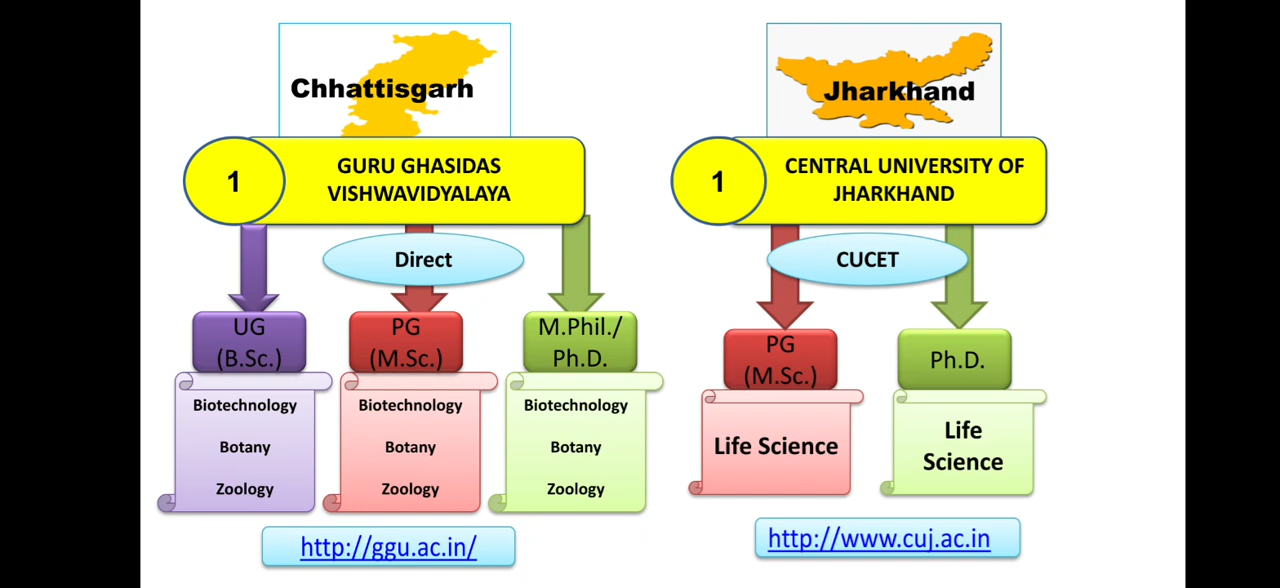 Chhattisgarh
1
GURU GHASIDAS
VISHWAVIDYALAYA
Direct
UG
(B.Sc.)
PG
(M.Sc.)
M.Phil./
Ph.D.
Biotechnology
Botany
Zoology
Biotechnology
Botany
Zoology
Biotechnology
Botany
Zoology
http://ggu.ac.in/
Jharkhand
1
CENTRAL UNIVERSITY OF
JHARKHAND
CUCET
PG
(M.Sc.)
Ph.D.
Life Science
Life
Science
http://www.cuj.ac.in